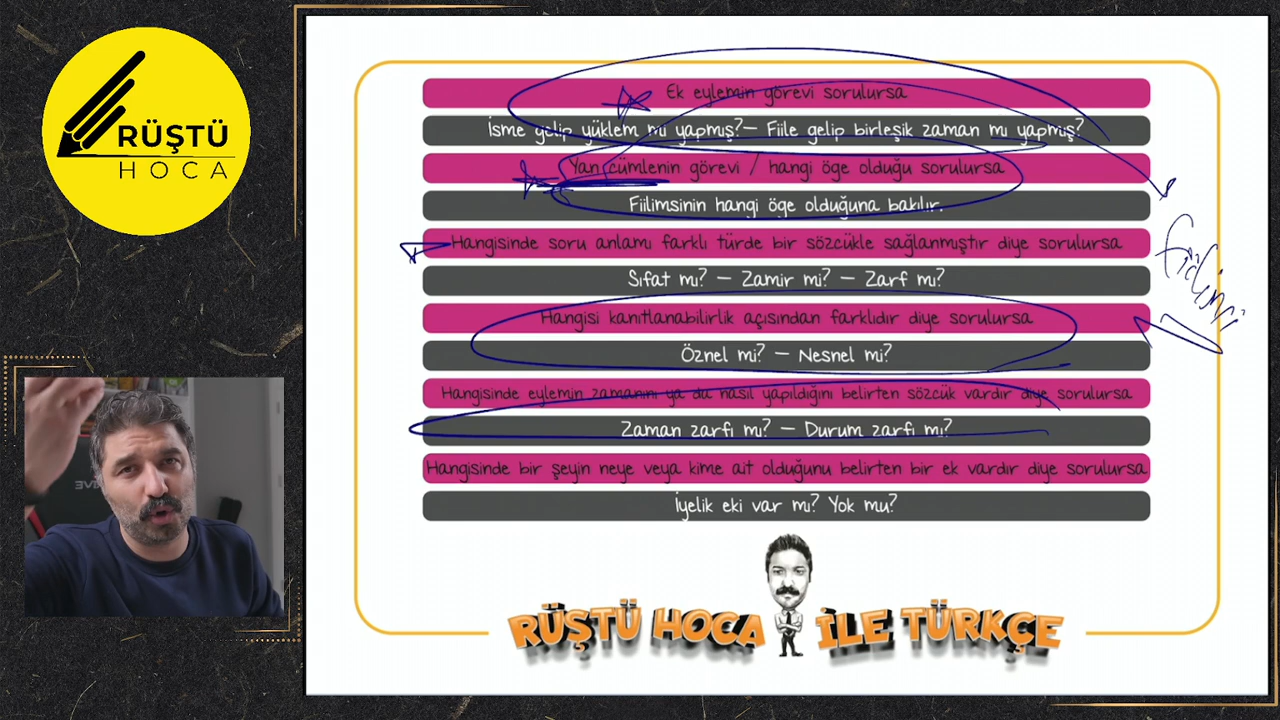 RÜŞTÜ
HOCA
Ek eylemin görevi sorulursa
İsme gelip yüklem mi yapmış?— Fiile gelip birleşik zaman mı yapmış?
Yan cümlenin görevi / hangi öge olduğu sorulursa
Fiilimsinin hangi öge olduğuna bakılır.
Hangisinde soru anlamı farklı türde bir sözcükle sağlanmıştır diye sorulursa
Sıfat mı? — Zamir mi? — Zarf mı?
Hangisi kanıtlanabilirlik açısından farklıdır diye sorulursa
Öznel mi? — Nesnel mi?
Hangisinde eylemin zamanını ya da nasıl yapıldığını belirten sözcük vardır diye sorulursa
Zaman zarfı mı? — Durum zarfı mı?
Hangisinde bir şeyin neye veya kime ait olduğunu belirten bir ek vardır diye sorulursa
İyelik eki var mı? Yok mu?
RÜŞTÜ HOCA İLE TÜRKÇE